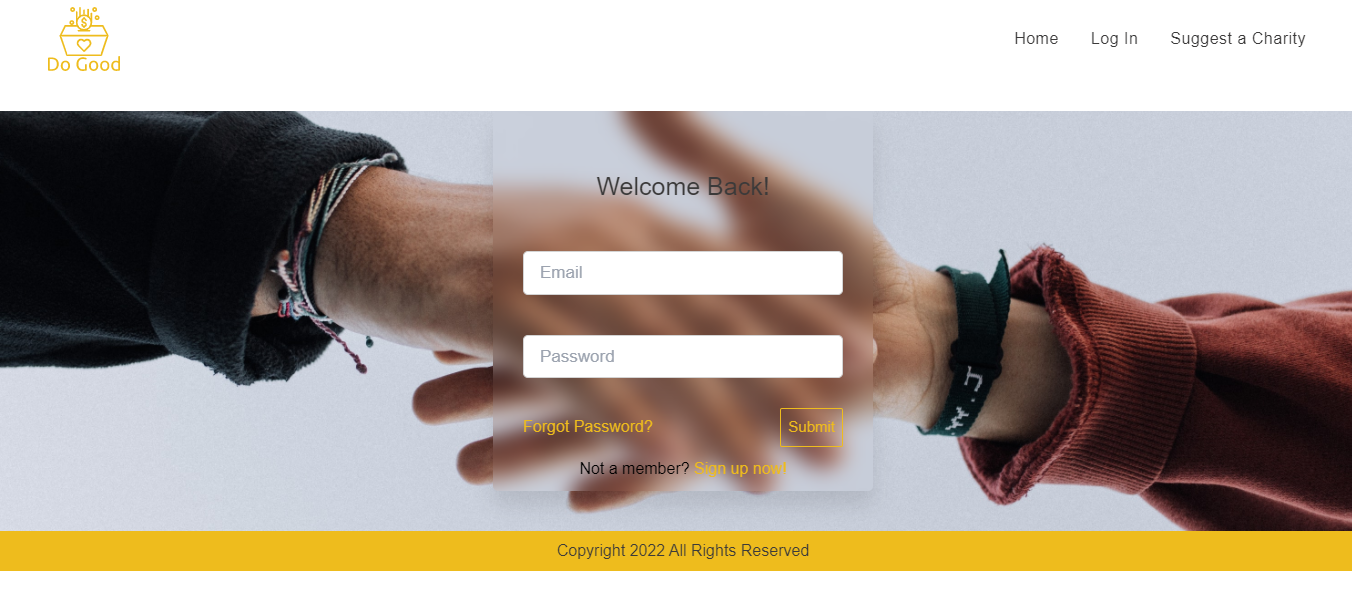 Do Good
Home Log In Suggest a Charity
Welcome Back!
Email
Password
Forgot Password? Submit
Not a member? Sign up now!
Copyright 2022 All Rights Reserved